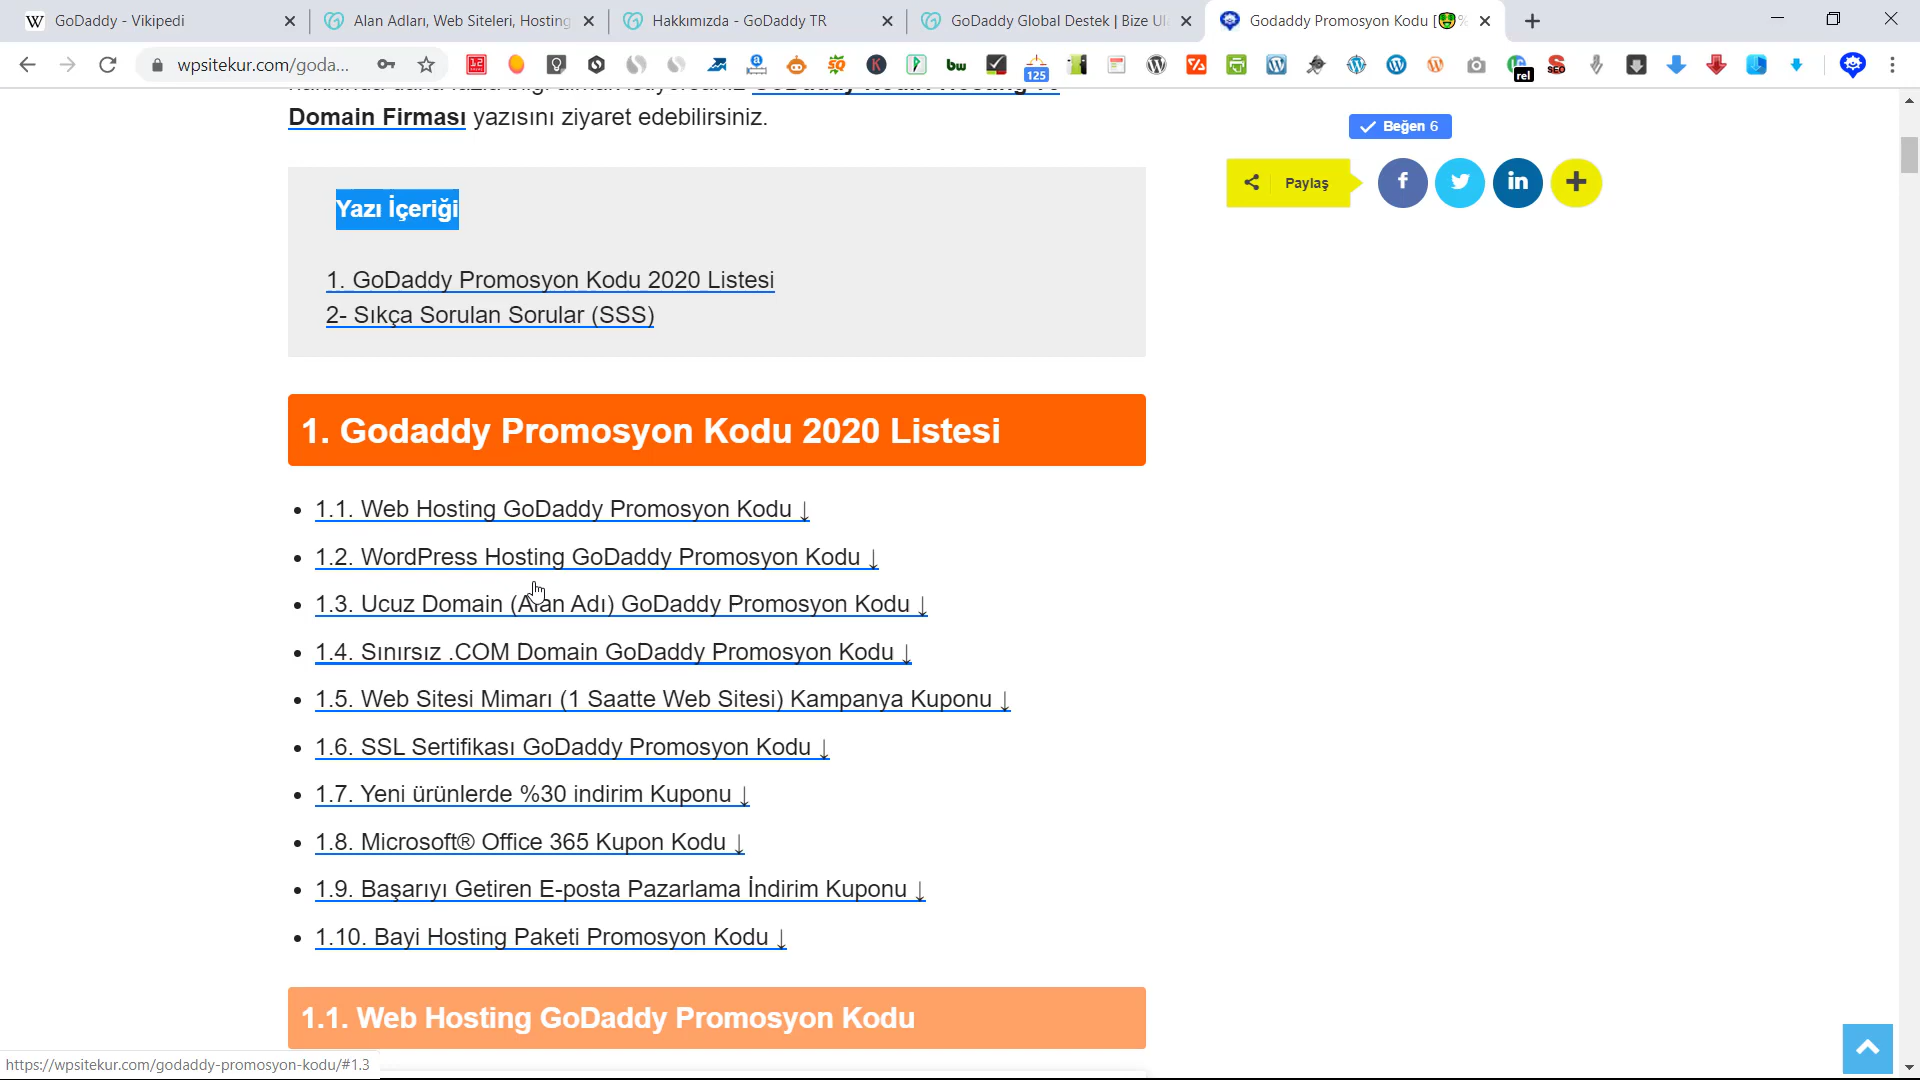 GoDaddy - Vikipedi
Alan Adları, Web Siteleri, Hosting
Hakkımızda - GoDaddy TR
GoDaddy Global Destek | Bize Ul
Godaddy Promosyon Kodu [🤑%
wpsitekur.com/goda...
12
a
SQ
K
bw
125
rel
SEO
Domain Firması yazısını ziyaret edebilirsiniz.
Beğen 6
Paylaş
Yazı İçeriği
1. GoDaddy Promosyon Kodu 2020 Listesi
2- Sıkça Sorulan Sorular (SSS)
1. Godaddy Promosyon Kodu 2020 Listesi
• 1.1. Web Hosting GoDaddy Promosyon Kodu ↓
• 1.2. WordPress Hosting GoDaddy Promosyon Kodu ↓
• 1.3. Ucuz Domain (Alan Adı) GoDaddy Promosyon Kodu ↓
• 1.4. Sınırsız .COM Domain GoDaddy Promosyon Kodu ↓
• 1.5. Web Sitesi Mimarı (1 Saatte Web Sitesi) Kampanya Kuponu ↓
• 1.6. SSL Sertifikası GoDaddy Promosyon Kodu ↓
• 1.7. Yeni ürünlerde %30 indirim Kuponu ↓
• 1.8. Microsoft® Office 365 Kupon Kodu ↓
• 1.9. Başarıyı Getiren E-posta Pazarlama İndirim Kuponu ↓
• 1.10. Bayi Hosting Paketi Promosyon Kodu ↓
1.1. Web Hosting GoDaddy Promosyon Kodu
https://wpsitekur.com/godaddy-promosyon-kodu/#1.3